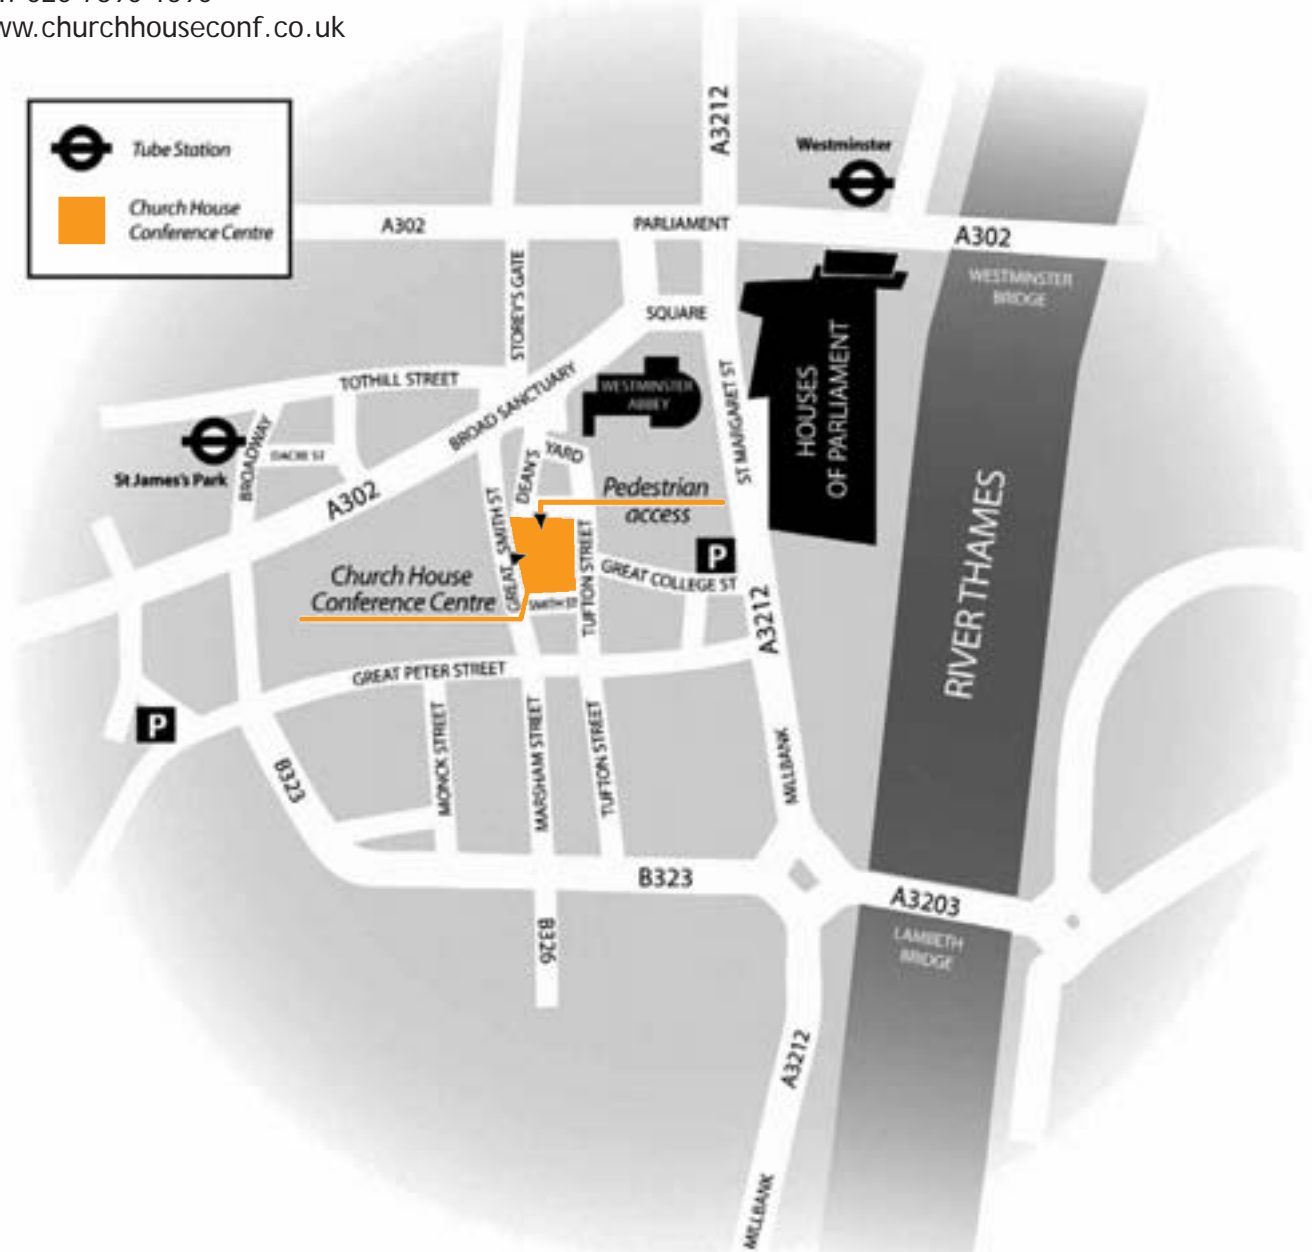 ww.churchhouseconf.co.uk
Tube Station
Church House
Conference Centre
A3212
Westminster
A302
PARLIAMENT
A302
WESTMINSTER
BRIDGE
STOREY'S GATE
SQUARE
HOUSES
OF PARLIAMENT
TOTHILL STREET
BROAD SANCTUARY
WESTMINSTER
ABBEY
ST MARGARET ST
St James's Park
BROADWAY
DACRE ST
DEAN'S
YARD
A302
Pedestrian
access
GREAT SMITH ST
P
GREAT COLLEGE ST
Church House
Conference Centre
SMITH ST
TUFTON STREET
A3212
RIVER THAMES
GREAT PETER STREET
P
B323
MONCK STREET
MARSHAM STREET
TUFTON STREET
MILLBANK
B323
A3203
LAMBETH
BRIDGE
B326
A3212
MILLBANK